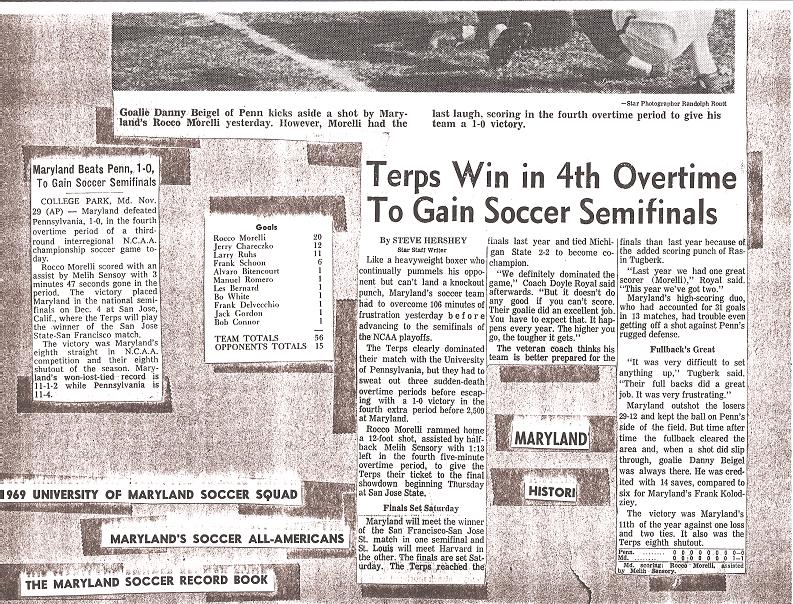 —Star Photographer Randolph Routt
Goalie Danny Beigel of Penn kicks aside a shot by Mary-
land's Rocco Morelli yesterday. However, Morelli had the
last laugh, scoring in the fourth overtime period to give his
team a 1-0 victory.
Maryland Beats Penn, 1-0,
To Gain Soccer Semifinals
COLLEGE PARK, Md. Nov.
29 (AP) — Maryland defeated
Pennsylvania, 1-0, in the fourth
overtime period of a third-
round interregional N.C.A.A.
championship soccer game to-
day.
Rocco Morelli scored with an
assist by Melih Sensory with 3
minutes 47 seconds gone in the
period. The victory placed
Maryland in the national semi-
finals on Dec. 4 at San Jose,
Calif., where the Terps will play
the winner of the San Jose
State-San Francisco match.
The victory was Maryland's
eighth straight in N.C.A.A.
competition and their eighth
shutout of the season. Mary-
land's won-lost-tied record is
11-1-2 while Pennsylvania is
11-4.
Goals
Rocco Morelli 20
Jerry Chareczko 12
Larry Ruhs 11
Frank Schoon 6
Alvaro Bitencourt 1
Manuel Romero 1
Les Bernard 1
Bo White 1
Frank Delvecchio 1
Jack Gordon 1
Bob Connor 1
TEAM TOTALS 56
OPPONENTS TOTALS 15
Terps Win in 4th Overtime
To Gain Soccer Semifinals
By STEVE HERSHEY
Star Staff Writer
Like a heavyweight boxer who
continually pummels his oppo-
nent but can't land a knockout
punch, Maryland's soccer team
had to overcome 106 minutes of
frustration yesterday before
advancing to the semifinals of
the NCAA playoffs.
The Terps clearly dominated
their match with the University
of Pennsylvania, but they had to
sweat out three sudden-death
overtime periods before escap-
ing with a 1-0 victory in the
fourth extra period before 2,500
at Maryland.
Rocco Morelli rammed home
a 12-foot shot, assisted by half-
back Melih Sensory with 1:13
left in the fourth five-minute
overtime period, to give the
Terps their ticket to the final
showdown beginning Thursday
at San Jose State.
Finals Set Saturday
Maryland will meet the winner
of the San Francisco-San Jose
St. match in one semifinal and
St. Louis will meet Harvard in
the other. The finals are set Sat-
urday. The Terps reached the
finals last year and tied Michi-
gan State 2-2 to become co-
champion.
"We definitely dominated the
game," Coach Doyle Royal said
afterwards. "But it doesn't do
any good if you can't score.
Their goalie did an excellent job.
You have to expect that. It hap-
pens every year. The higher you
go, the tougher it gets."
The veteran coach thinks his
team is better prepared for the
finals than last year because of
the added scoring punch of Ras-
in Tugberk.
"Last year we had one great
scorer (Morelli)," Royal said.
"This year we've got two."
Maryland's high-scoring duo,
who had accounted for 31 goals
in 13 matches, had trouble even
getting off a shot against Penn's
rugged defense.
Fullback's Great
"It was very difficult to set
anything up," Tugberk said.
"Their full backs did a great
job. It was very frustrating."
Maryland outshot the losers
29-12 and kept the ball on Penn's
side of the field. But time after
time the fullback cleared the
area and, when a shot did slip
through, goalie Danny Beigel
was always there. He was cred-
ited with 14 saves, compared to
six for Maryland's Frank Kolod-
ziey.
The victory was Maryland's
11th of the year against one loss
and two ties. It also was the
Terps eighth shutout.
Penn. ........ 0 0 0 0 0 0 0 0—0
Md. ........ 0 0 0 0 0 0 0 1—1
Md. scoring: Rocco Morelli, assisted
by Melih Sensory.
MARYLAND
HISTORI
1969 UNIVERSITY OF MARYLAND SOCCER SQUAD
MARYLAND'S SOCCER ALL-AMERICANS
THE MARYLAND SOCCER RECORD BOOK